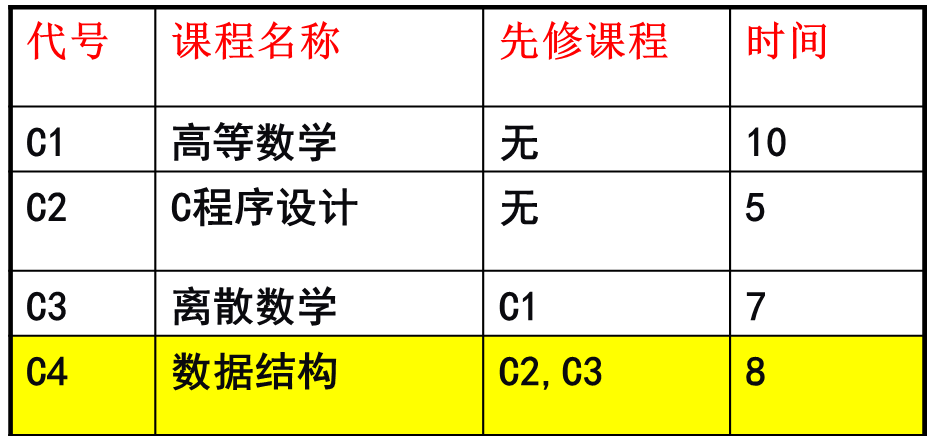 代号 课程名称 先修课程 时间
C1 高等数学 无 10
C2 C程序设计 无 5
C3 离散数学 C1 7
C4 数据结构 C2,C3 8